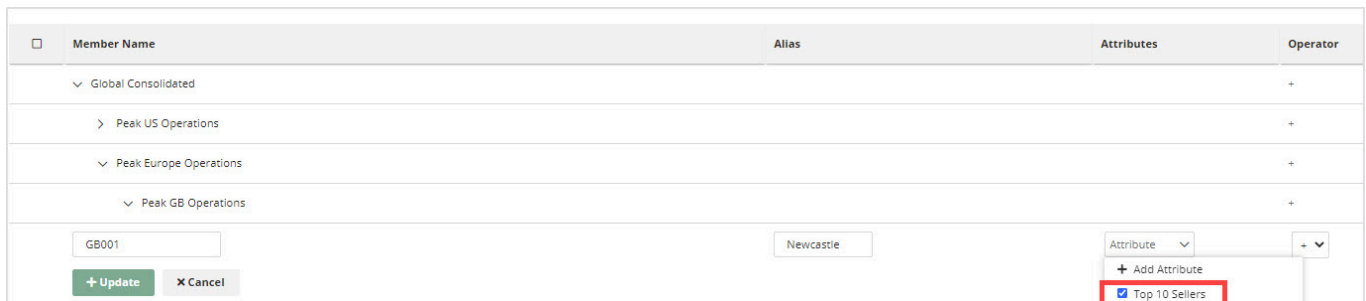 Member Name Alias Attributes Operator
Global Consolidated +
Peak US Operations +
Peak Europe Operations +
Peak GB Operations +
GB001 Newcastle Attribute +
+ Update × Cancel + Add Attribute
Top 10 Sellers